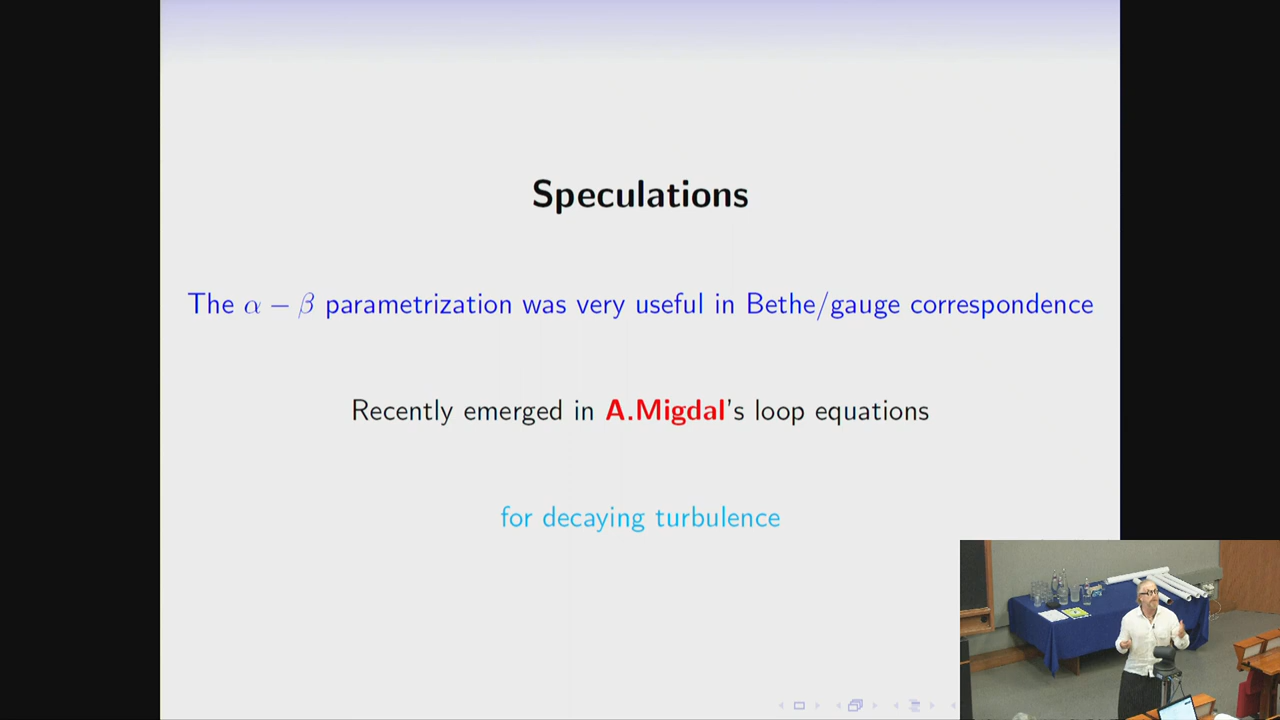 Speculations
The α − β parametrization was very useful in Bethe/gauge correspondence
Recently emerged in A.Migdal's loop equations
for decaying turbulence